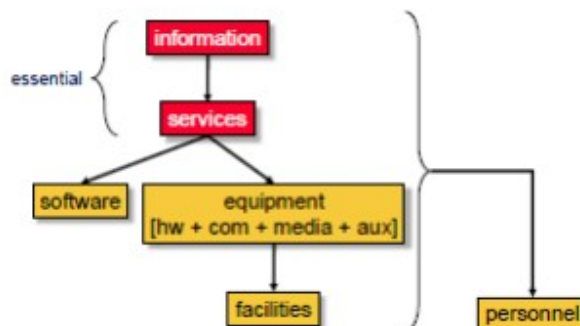 information
essential
services
software
equipment
[hw + com + media + aux]
facilities
personnel